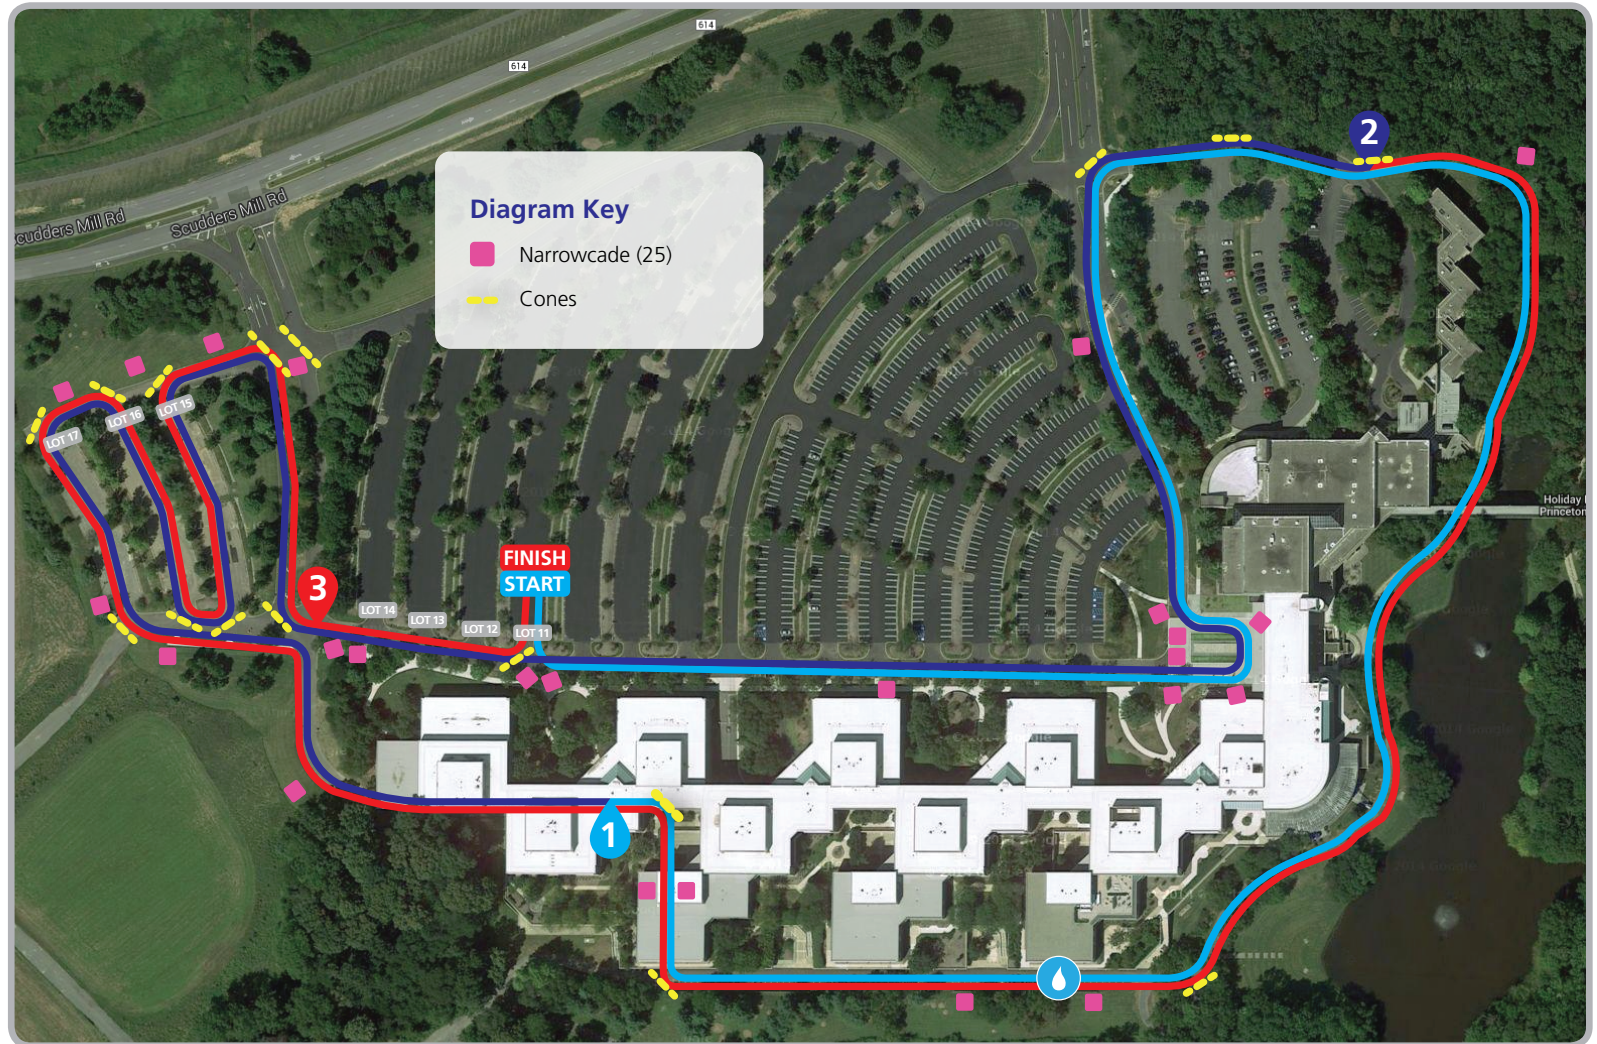 614
614
2
cudders Mill Rd
Scudders Mill Rd
Diagram Key
Narrowcade (25)
Cones
LOT 17
LOT 16
LOT 15
Holiday
Princeton
FINISH
START
3
LOT 14
LOT 13
LOT 12
LOT 11
1